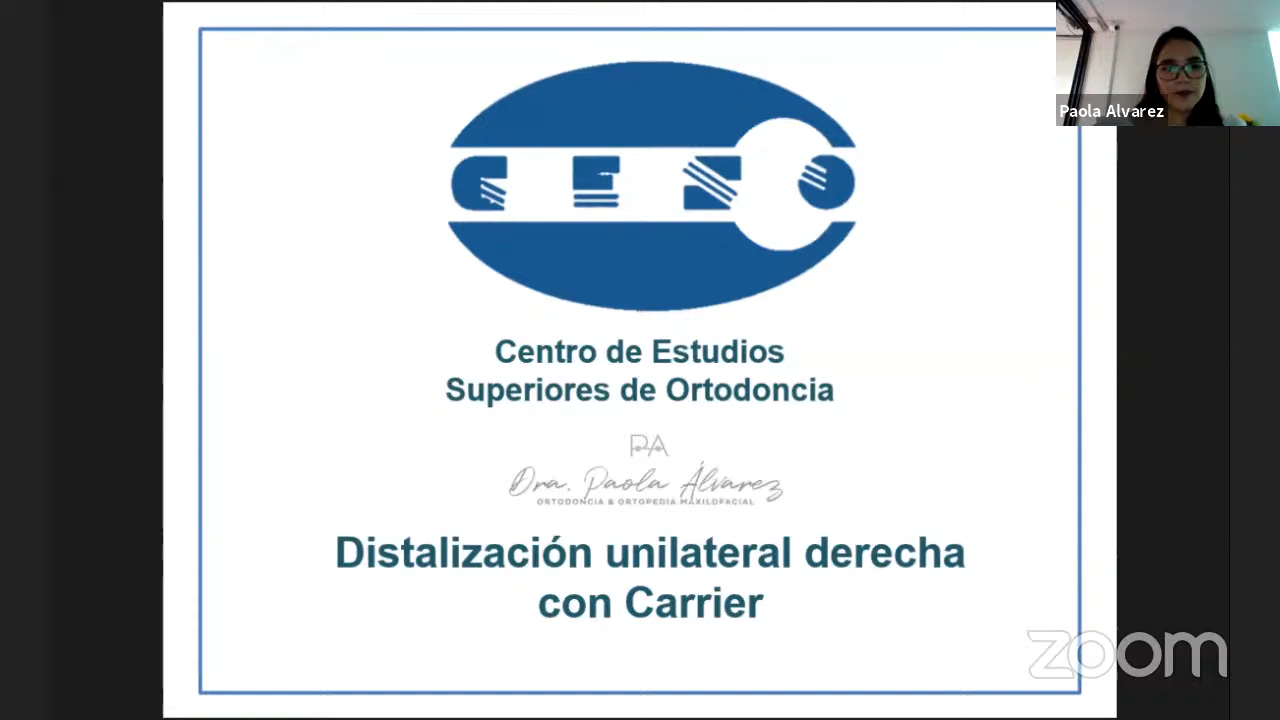 CESO
Centro de Estudios
Superiores de Ortodoncia
PA
Dra. Paola Álvarez
ORTODONCIA & ORTOPEDIA MAXILOFACIAL
Distalización unilateral derecha
con Carrier
Paola Alvarez
zoom